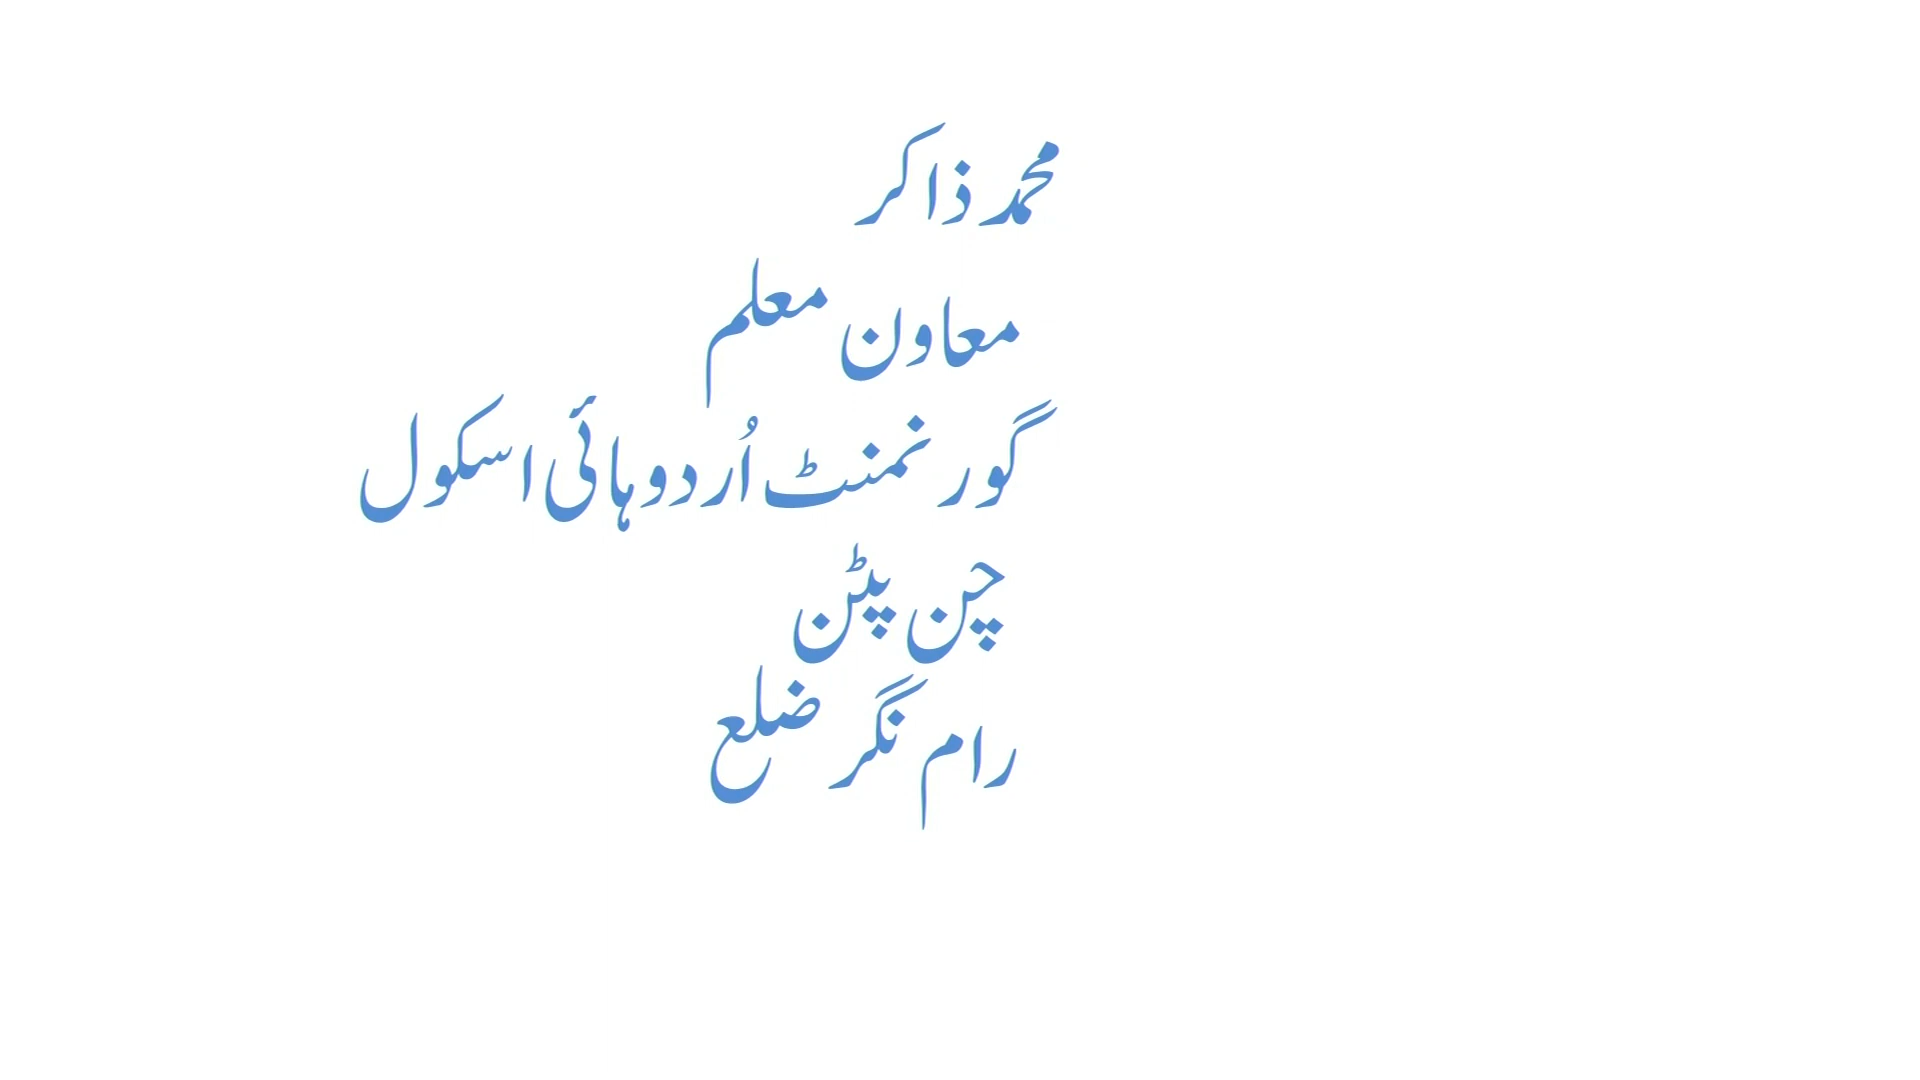 محمد ذاکر
معاون معلم
گورنمنٹ اُردو ہائی اسکول
چن پٹن
رام نگر ضلع